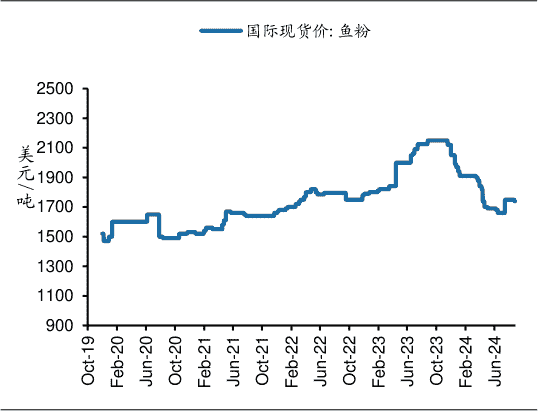 国际现货价: 鱼粉
美元/吨
2500
2300
2100
1900
1700
1500
1300
1100
900
Oct-19
Feb-20
Jun-20
Oct-20
Feb-21
Jun-21
Oct-21
Feb-22
Jun-22
Oct-22
Feb-23
Jun-23
Oct-23
Feb-24
Jun-24